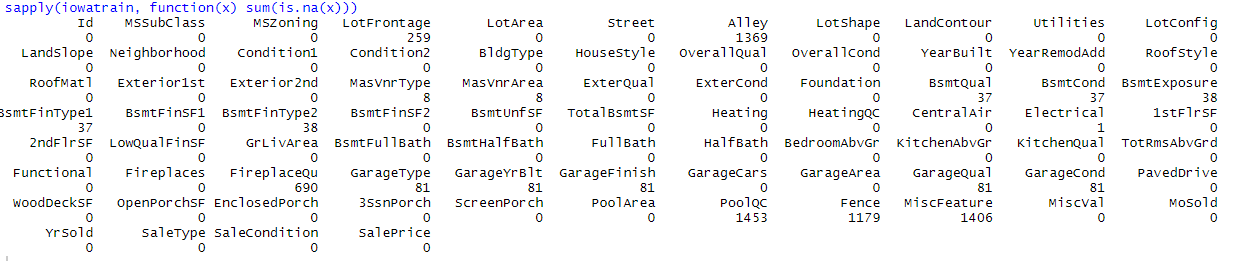 sapply(iowatrain, function(x) sum(is.na(x)))
Id MSSubClass MSZoning LotFrontage LotArea Street Alley LotShape LandContour Utilities LotConfig
0 0 0 259 0 0 1369 0 0 0 0
LandSlope Neighborhood Condition1 Condition2 BldgType HouseStyle OverallQual OverallCond YearBuilt YearRemodAdd RoofStyle
0 0 0 0 0 0 0 0 0 0 0
RoofMatl Exterior1st Exterior2nd MasVnrType MasVnrArea ExterQual ExterCond Foundation BsmtQual BsmtCond BsmtExposure
0 0 0 8 8 0 0 0 37 37 38
BsmtFinType1 BsmtFinSF1 BsmtFinType2 BsmtFinSF2 BsmtUnfSF TotalBsmtSF Heating HeatingQC CentralAir Electrical 1stFlrSF
37 0 38 0 0 0 0 0 0 1 0
2ndFlrSF LowQualFinSF GrLivArea BsmtFullBath BsmtHalfBath FullBath HalfBath BedroomAbvGr KitchenAbvGr KitchenQual TotRmsAbvGrd
0 0 0 0 0 0 0 0 0 0 0
Functional Fireplaces FireplaceQu GarageType GarageYrBlt GarageFinish GarageCars GarageArea GarageQual GarageCond PavedDrive
0 0 690 81 81 81 0 0 81 81 0
WoodDeckSF OpenPorchSF EnclosedPorch 3SsnPorch ScreenPorch PoolArea PoolQC Fence MiscFeature MiscVal MoSold
0 0 0 0 0 0 1453 1179 1406 0 0
YrSold SaleType SaleCondition SalePrice
0 0 0 0